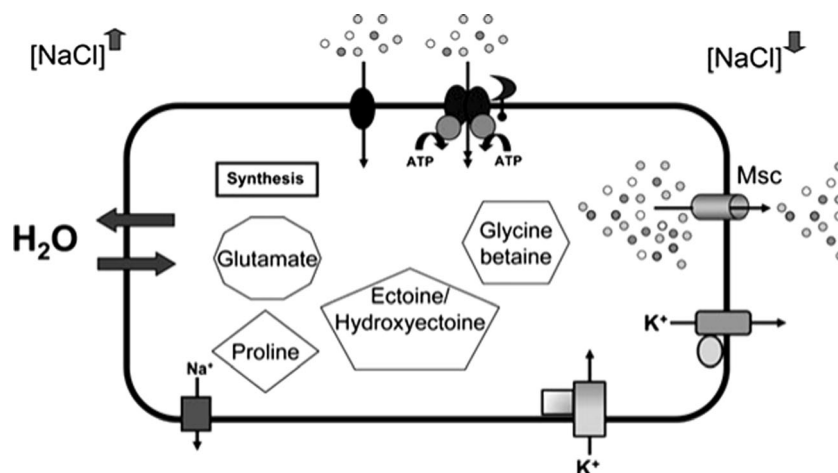 [NaCl]
[NaCl]
ATP
ATP
Synthesis
Msc
H₂O
Glutamate
Glycine
betaine
Ectoine/
Hydroxyectoine
Proline
K⁺
Na⁺
K⁺